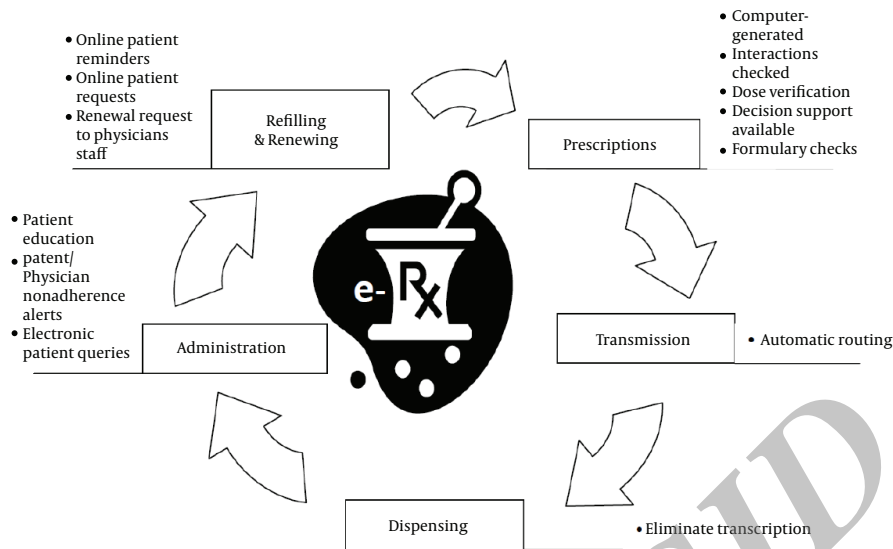 • Online patient
reminders
• Online patient
requests
• Renewal request
to physicians
staff
Refilling
& Renewing
• Computer-
generated
• Interactions
checked
• Dose verification
• Decision support
available
• Formulary checks
Prescriptions
• Patient
education
• patent/
Physician
nonadherence
alerts
• Electronic
patient queries
Administration
e- Rx
Transmission
• Automatic routing
Dispensing
• Eliminate transcription